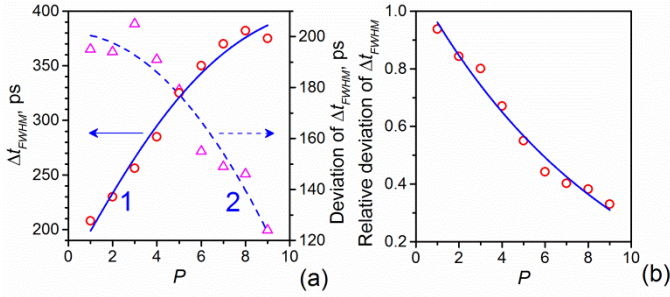 400
350
300
250
200
Δt_FWHM, ps
0 2 4 6 8 10
P
1
2
200
180
160
140
120
Deviation of Δt_FWHM, ps
(a)
1.0
0.8
0.6
0.4
0.2
Relative deviation of Δt_FWHM
0 2 4 6 8 10
P
(b)